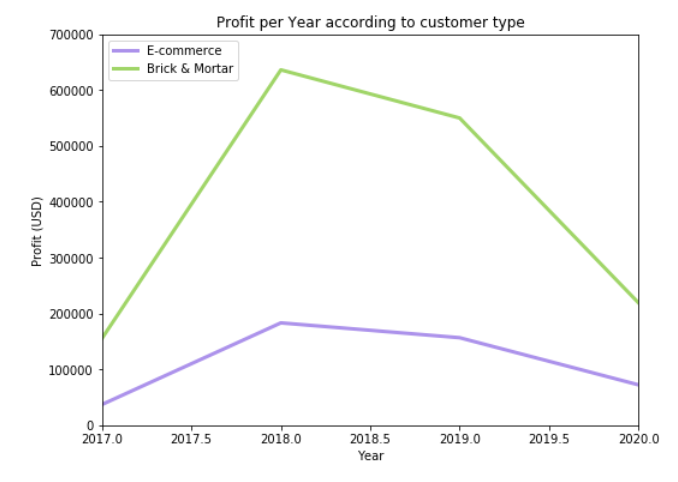 Profit per Year according to customer type
700000
600000
500000
400000
300000
200000
100000
0
Profit (USD)
E-commerce
Brick & Mortar
2017.0 2017.5 2018.0 2018.5 2019.0 2019.5 2020.0
Year